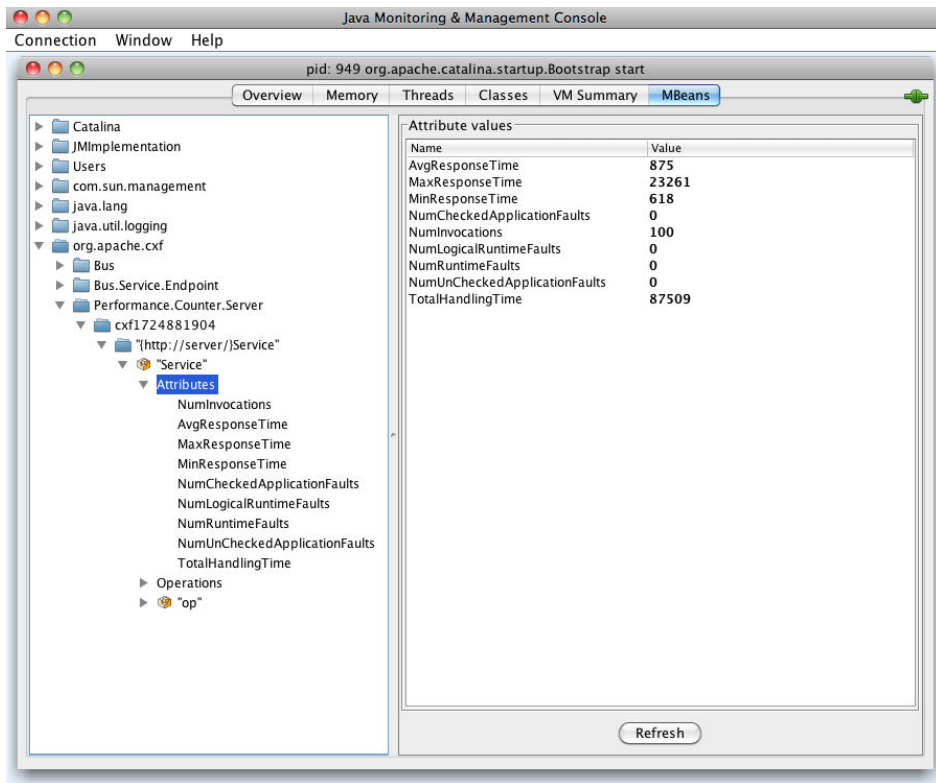 Java Monitoring & Management Console
Connection Window Help
pid: 949 org.apache.catalina.startup.Bootstrap start
Overview Memory Threads Classes VM Summary MBeans
Catalina
JMImplementation
Users
com.sun.management
java.lang
java.util.logging
org.apache.cxf
Bus
Bus.Service.Endpoint
Performance.Counter.Server
cxf1724881904
"{http://server/}Service"
"Service"
Attributes
NumInvocations
AvgResponseTime
MaxResponseTime
MinResponseTime
NumCheckedApplicationFaults
NumLogicalRuntimeFaults
NumRuntimeFaults
NumUnCheckedApplicationFaults
TotalHandlingTime
Operations
"op"
Attribute values
Name Value
AvgResponseTime 875
MaxResponseTime 23261
MinResponseTime 618
NumCheckedApplicationFaults 0
NumInvocations 100
NumLogicalRuntimeFaults 0
NumRuntimeFaults 0
NumUnCheckedApplicationFaults 0
TotalHandlingTime 87509
Refresh